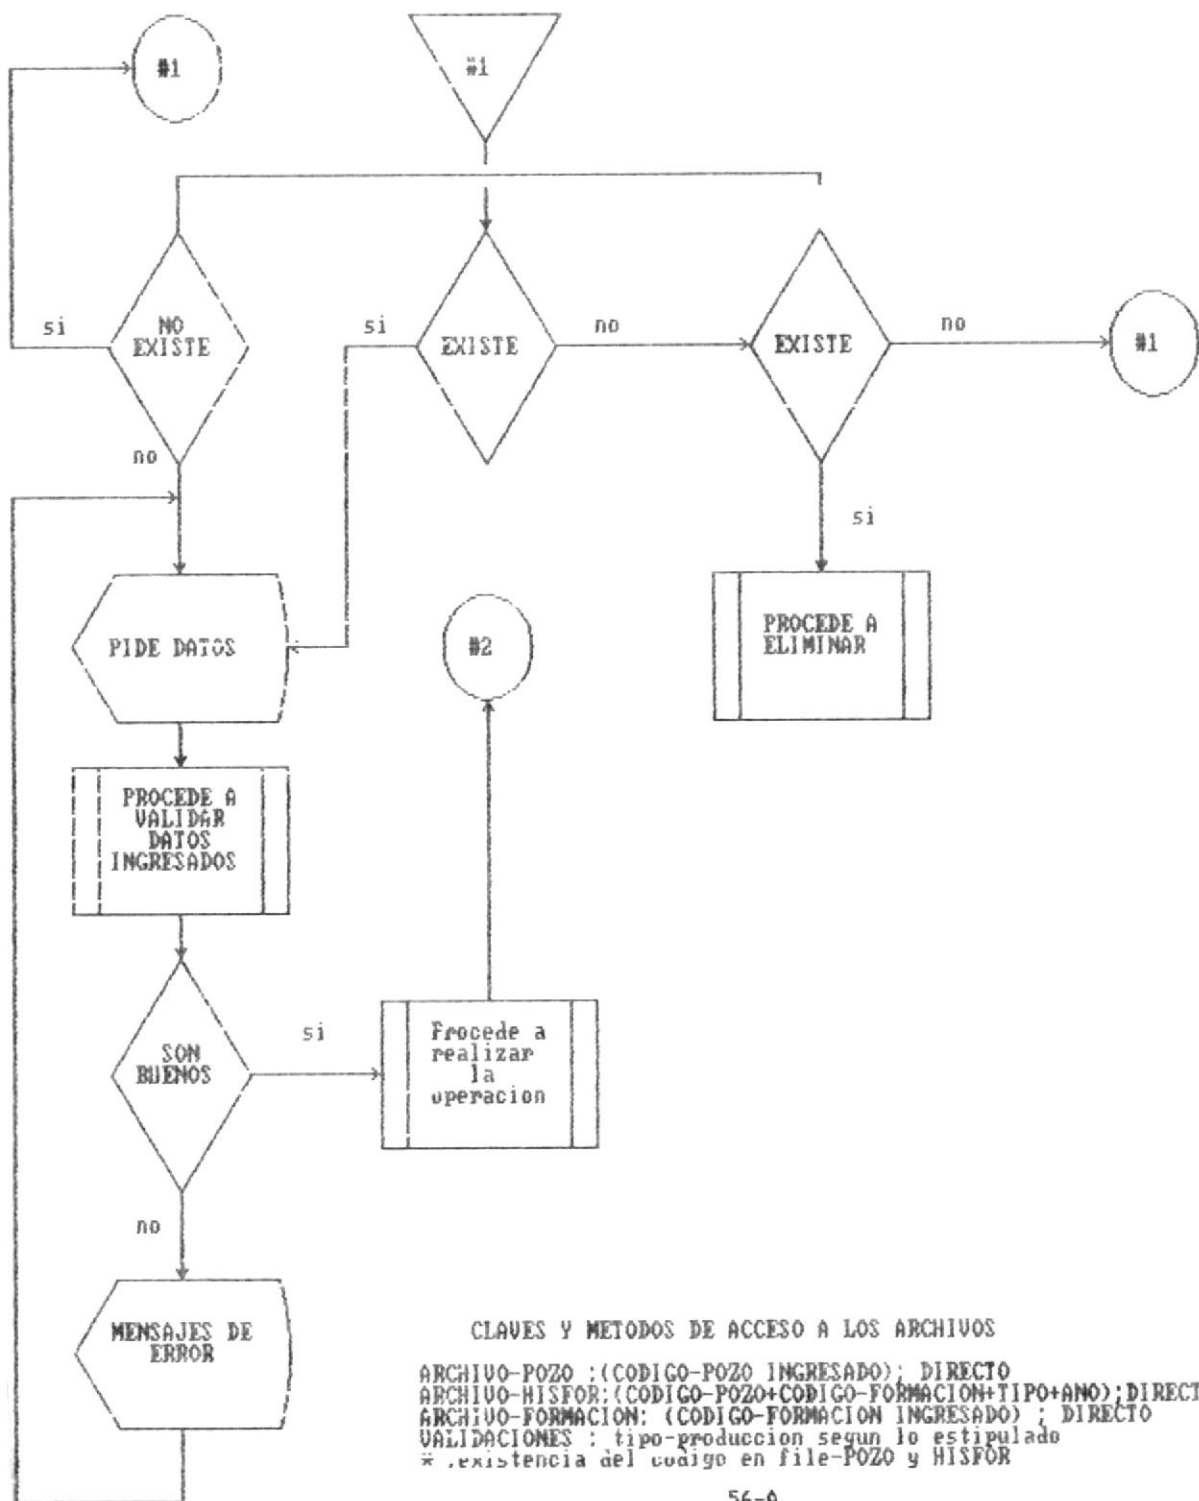 #1
#1
si
NO
EXISTE
si
EXISTE
no
EXISTE
no
#1
no
si
PIDE DATOS
#2
PROCEDE A
ELIMINAR
PROCEDE A
VALIDAR
DATOS
INGRESADOS
SON
BUENOS
si
Procede a
realizar
la
operacion
no
MENSAJES DE
ERROR
CLAVES Y METODOS DE ACCESO A LOS ARCHIVOS
ARCHIVO-POZO :(CODIGO-POZO INGRESADO); DIRECTO
ARCHIVO-HISFOR:(CODIGO-POZO+CODIGO-FORMACION+TIPO+ANO);DIRECT
ARCHIVO-FORMACION: (CODIGO-FORMACION INGRESADO) ; DIRECTO
VALIDACIONES : tipo-produccion segun lo estipulado
* .existencia del codigo en file-POZO y HISFOR
56-A